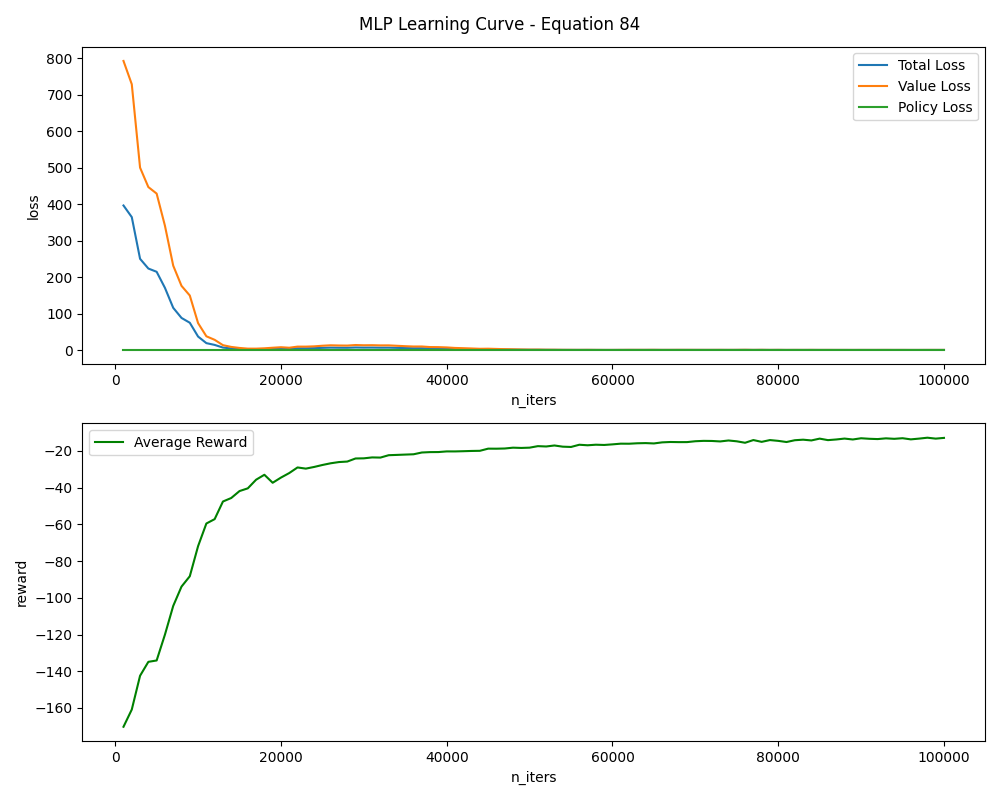 MLP Learning Curve - Equation 84
800
700
600
500
400
300
200
100
0
loss
Total Loss
Value Loss
Policy Loss
0 20000 40000 60000 80000 100000
n_iters
−20
−40
−60
−80
−100
−120
−140
−160
reward
Average Reward
0 20000 40000 60000 80000 100000
n_iters